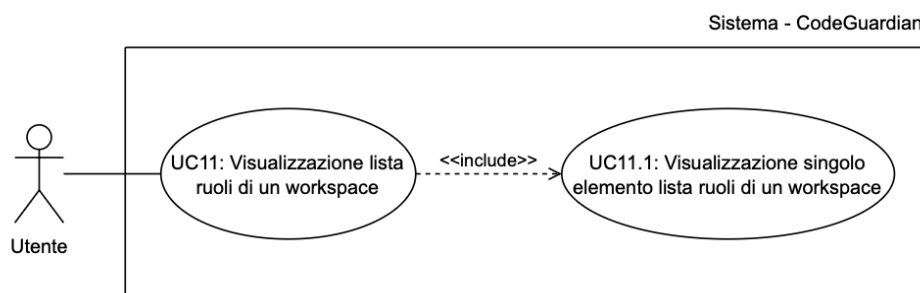 Sistema - CodeGuardian
UC11: Visualizzazione lista
ruoli di un workspace
<<include>>
UC11.1: Visualizzazione singolo
elemento lista ruoli di un workspace
Utente